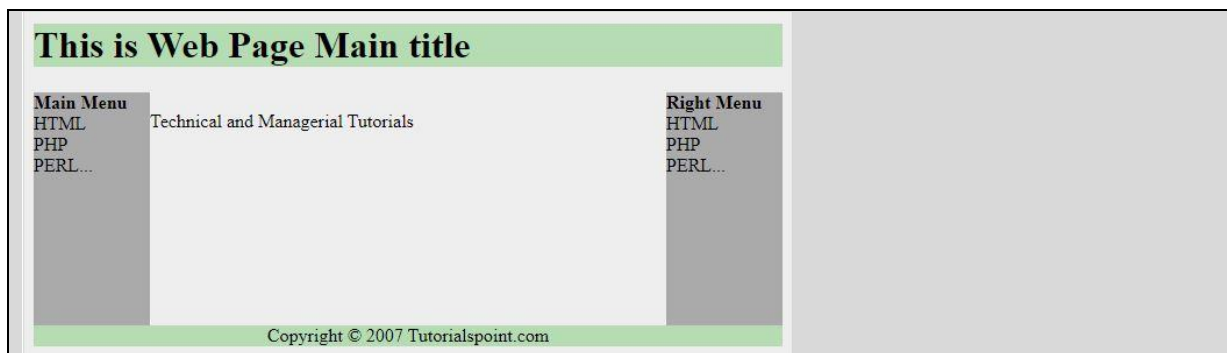 This is Web Page Main title
Main Menu
HTML
PHP
PERL...
Technical and Managerial Tutorials
Right Menu
HTML
PHP
PERL...
Copyright © 2007 Tutorialspoint.com